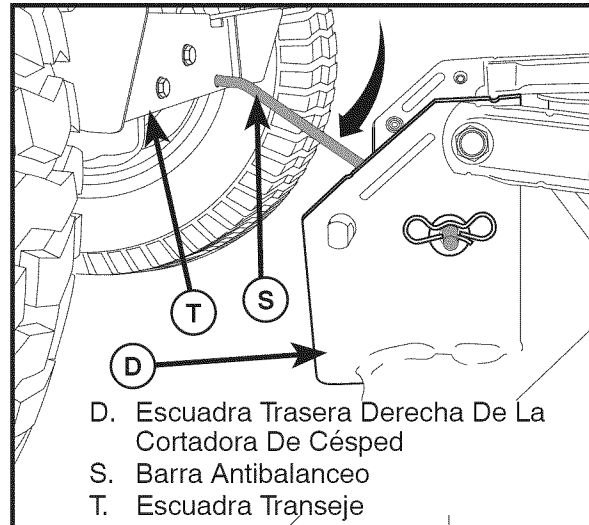 T
S
D
D. Escuadra Trasera Derecha De La
Cortadora De Césped
S. Barra Antibalanceo
T. Escuadra Transeje